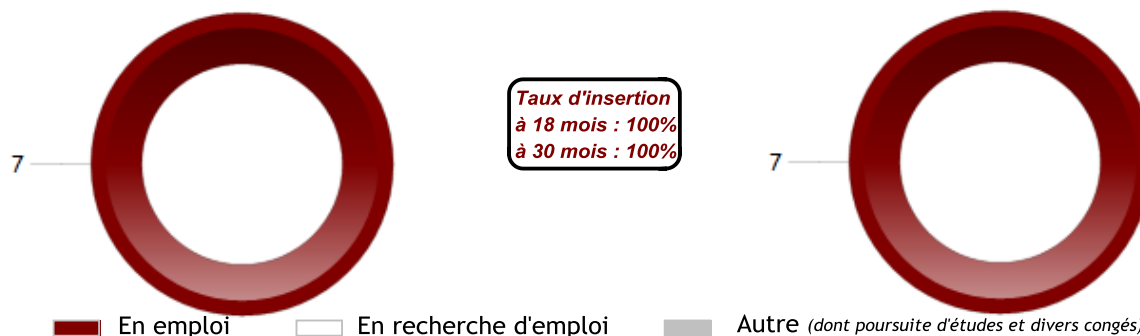 7
Taux d'insertion
à 18 mois : 100%
à 30 mois : 100%
7
En emploi
En recherche d'emploi
Autre (dont poursuite d'études et divers congés)